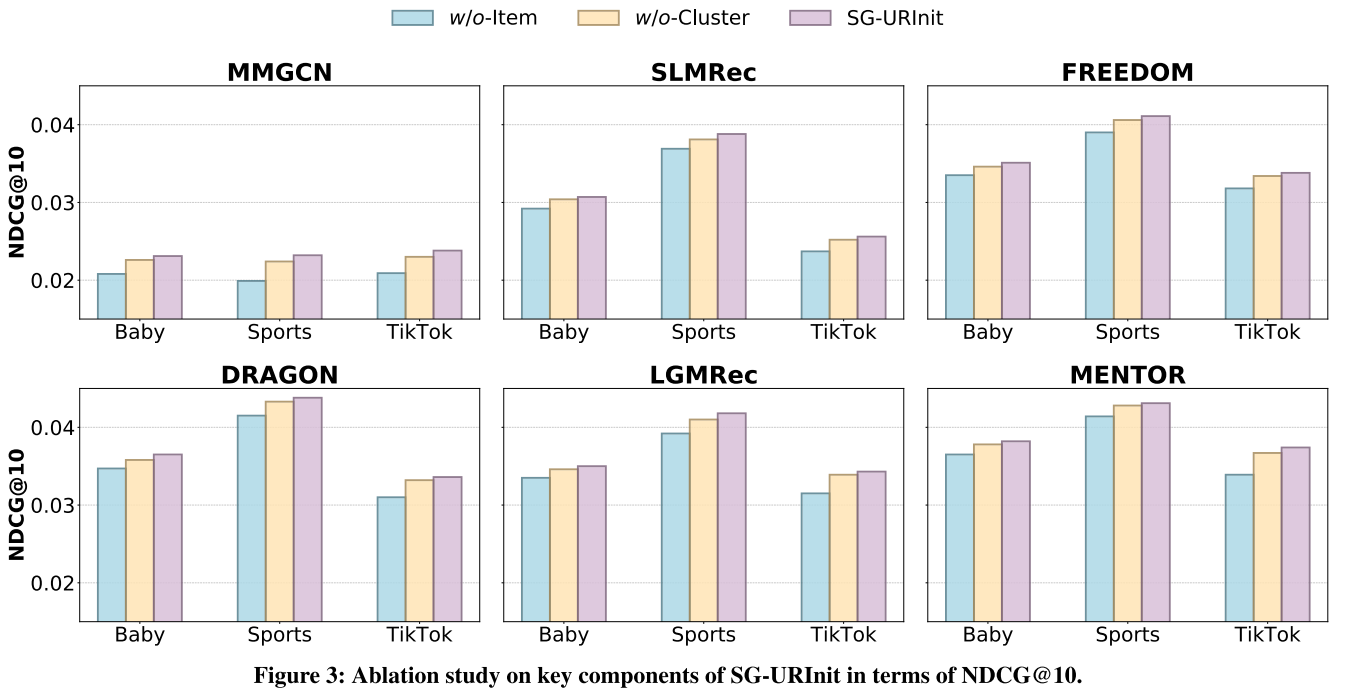 w/o-Item w/o-Cluster SG-URInit
MMGCN SLMRec FREEDOM
NDCG@10
0.04
0.03
0.02
Baby Sports TikTok Baby Sports TikTok Baby Sports TikTok
DRAGON LGMRec MENTOR
NDCG@10
0.04
0.03
0.02
Baby Sports TikTok Baby Sports TikTok Baby Sports TikTok
Figure 3: Ablation study on key components of SG-URInit in terms of NDCG@10.